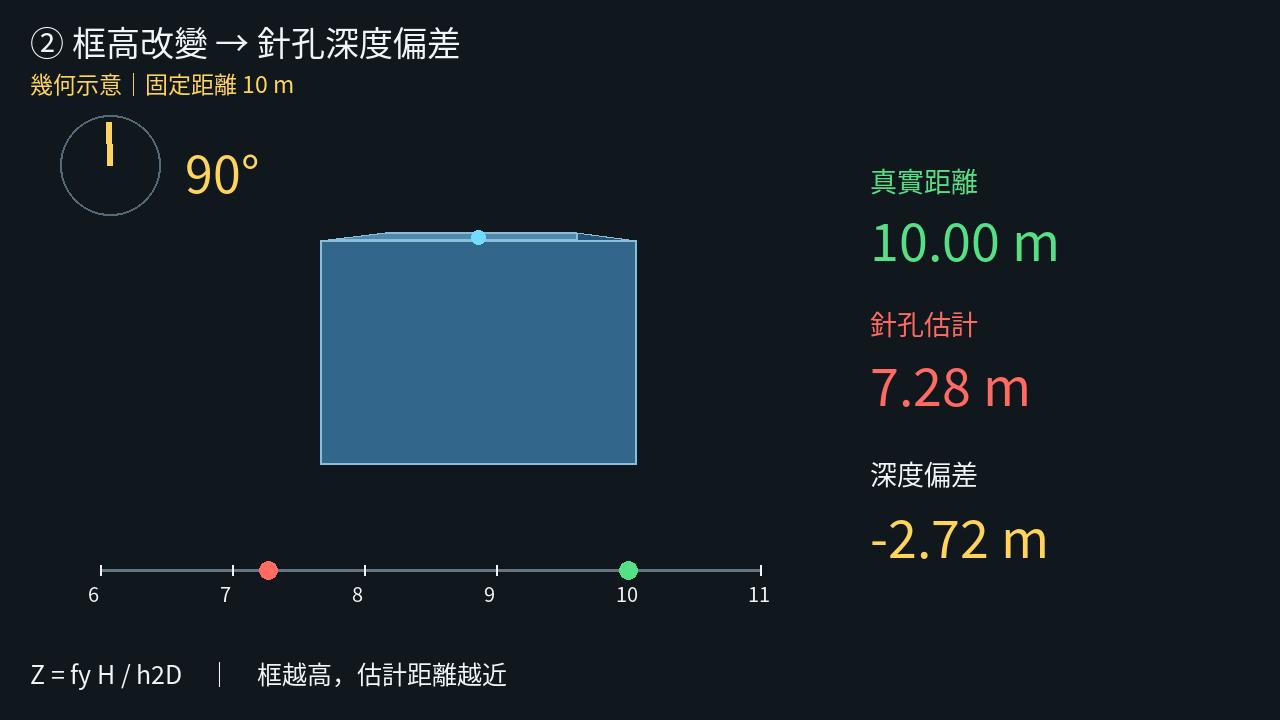 ② 框高改變 → 針孔深度偏差
幾何示意｜固定距離 10 m
90°
真實距離
10.00 m
針孔估計
7.28 m
深度偏差
-2.72 m
6 7 8 9 10 11
Z = fy H / h2D ｜ 框越高，估計距離越近